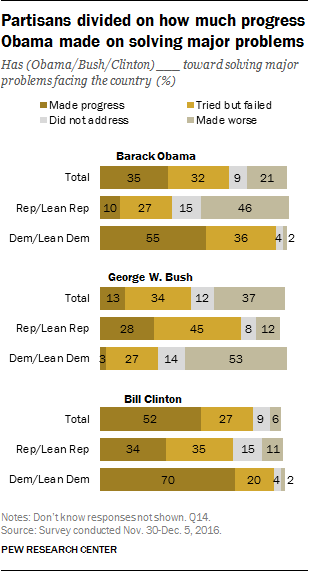 Partisans divided on how much progress
Obama made on solving major problems
Has (Obama/Bush/Clinton) ___ toward solving major
problems facing the country (%)
Made progress Tried but failed
Did not address Made worse
Barack Obama
Total 35 32 9 21
Rep/Lean Rep 10 27 15 46
Dem/Lean Dem 55 36 4 2
George W. Bush
Total 13 34 12 37
Rep/Lean Rep 28 45 8 12
Dem/Lean Dem 3 27 14 53
Bill Clinton
Total 52 27 9 6
Rep/Lean Rep 34 35 15 11
Dem/Lean Dem 70 20 4 2
Notes: Don't know responses not shown. Q14.
Source: Survey conducted Nov. 30-Dec. 5, 2016.
PEW RESEARCH CENTER